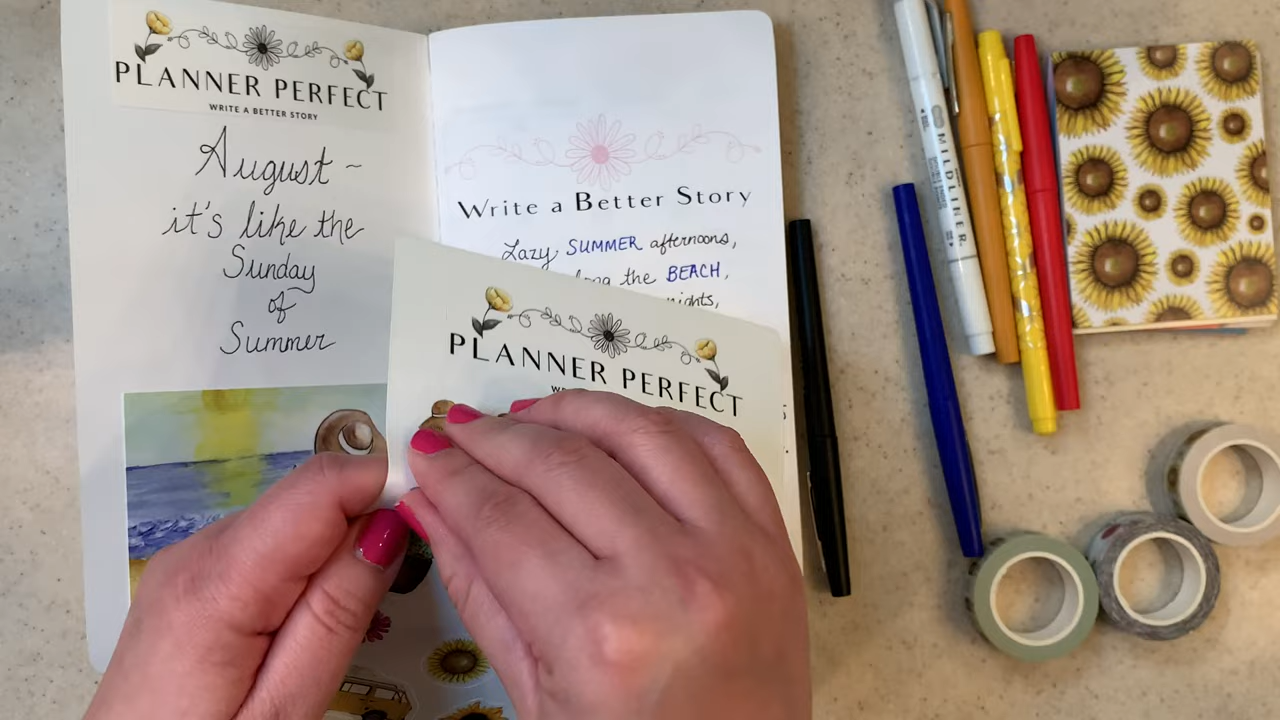 PLANNER PERFECT
WRITE A BETTER STORY
August ~
it's like the
Sunday
of
Summer
Write a Better Story
Lazy SUMMER afternoons,
the BEACH,
nights,
PLANNER PERFECT
MILDLINER